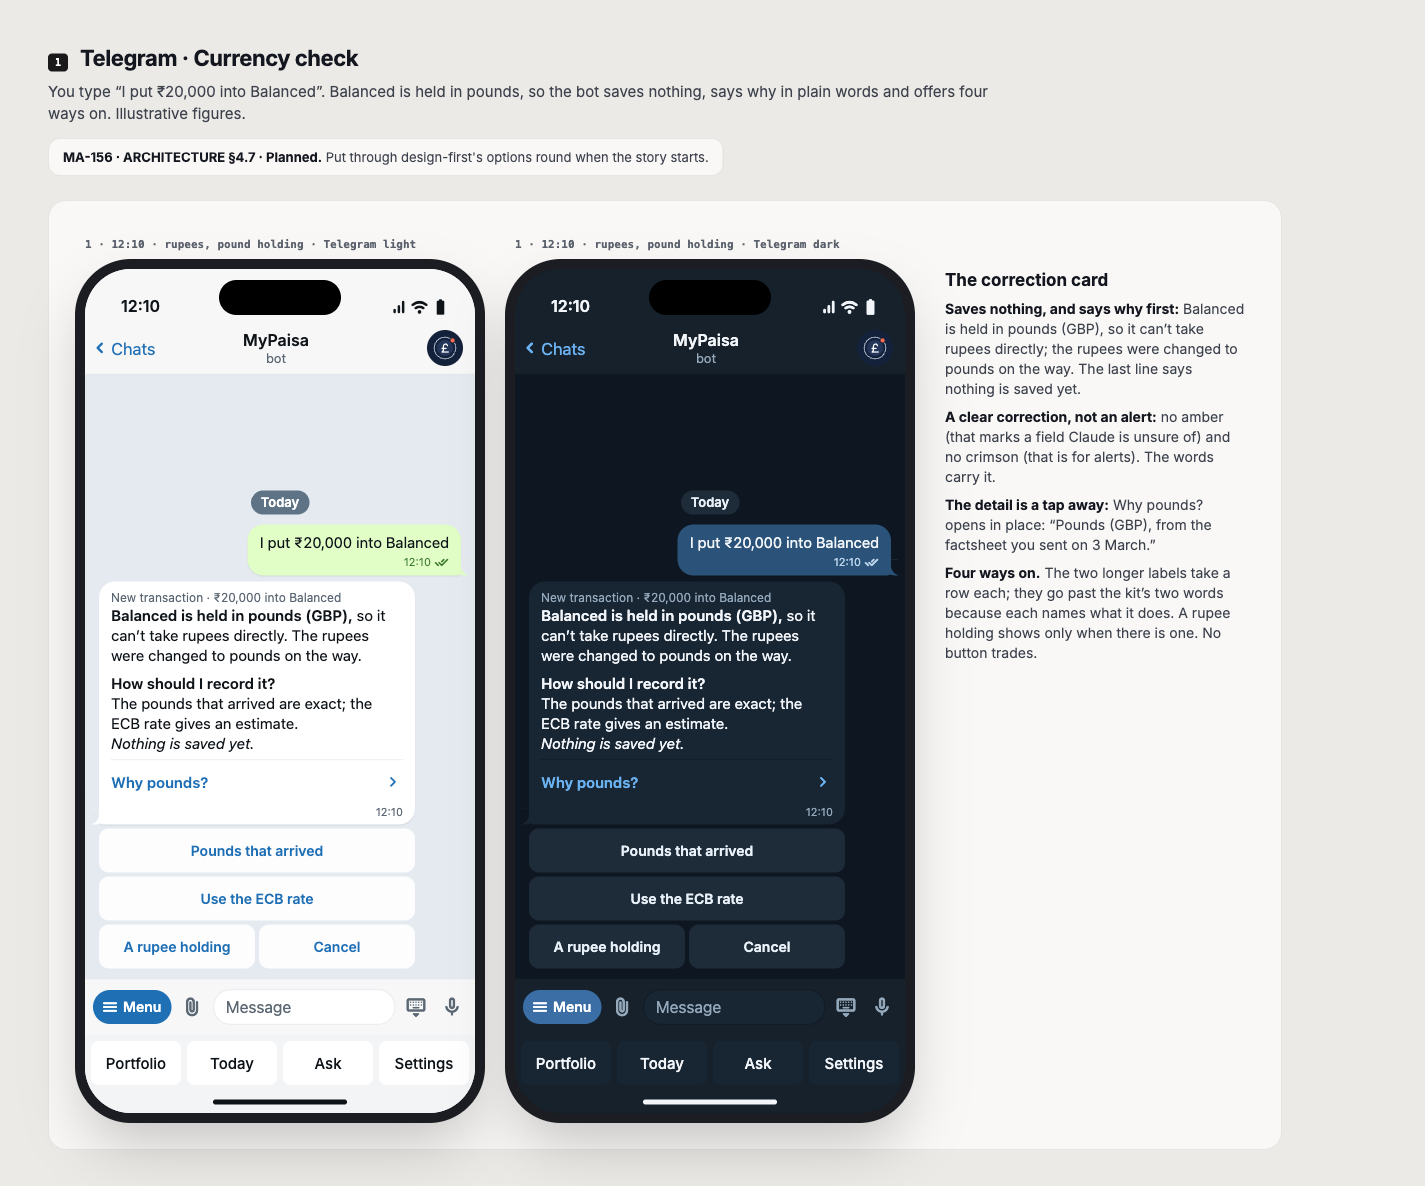 1 Telegram · Currency check
You type “I put ₹20,000 into Balanced”. Balanced is held in pounds, so the bot saves nothing, says why in plain words and offers four
ways on. Illustrative figures.
MA-156 · ARCHITECTURE §4.7 · Planned. Put through design-first's options round when the story starts.
1 · 12:10 · rupees, pound holding · Telegram light
12:10
Chats
MyPaisa
bot
£
Today
I put ₹20,000 into Balanced
12:10
New transaction · ₹20,000 into Balanced
Balanced is held in pounds (GBP), so it
can’t take rupees directly. The rupees
were changed to pounds on the way.
How should I record it?
The pounds that arrived are exact; the
ECB rate gives an estimate.
Nothing is saved yet.
Why pounds?
12:10
Pounds that arrived
Use the ECB rate
A rupee holding
Cancel
Menu
Message
Portfolio
Today
Ask
Settings
1 · 12:10 · rupees, pound holding · Telegram dark
12:10
Chats
MyPaisa
bot
£
Today
I put ₹20,000 into Balanced
12:10
New transaction · ₹20,000 into Balanced
Balanced is held in pounds (GBP), so it
can’t take rupees directly. The rupees
were changed to pounds on the way.
How should I record it?
The pounds that arrived are exact; the
ECB rate gives an estimate.
Nothing is saved yet.
Why pounds?
12:10
Pounds that arrived
Use the ECB rate
A rupee holding
Cancel
Menu
Message
Portfolio
Today
Ask
Settings
The correction card
Saves nothing, and says why first: Balanced
is held in pounds (GBP), so it can’t take
rupees directly; the rupees were changed to
pounds on the way. The last line says
nothing is saved yet.
A clear correction, not an alert: no amber
(that marks a field Claude is unsure of) and
no crimson (that is for alerts). The words
carry it.
The detail is a tap away: Why pounds?
opens in place: “Pounds (GBP), from the
factsheet you sent on 3 March.”
Four ways on. The two longer labels take a
row each; they go past the kit’s two words
because each names what it does. A rupee
holding shows only when there is one. No
button trades.